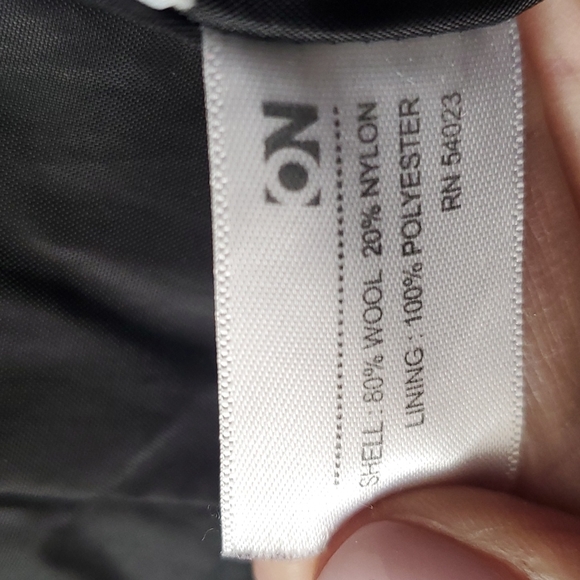 ON
SHELL : 80% WOOL 20% NYLON
LINING : 100% POLYESTER
RN 54023